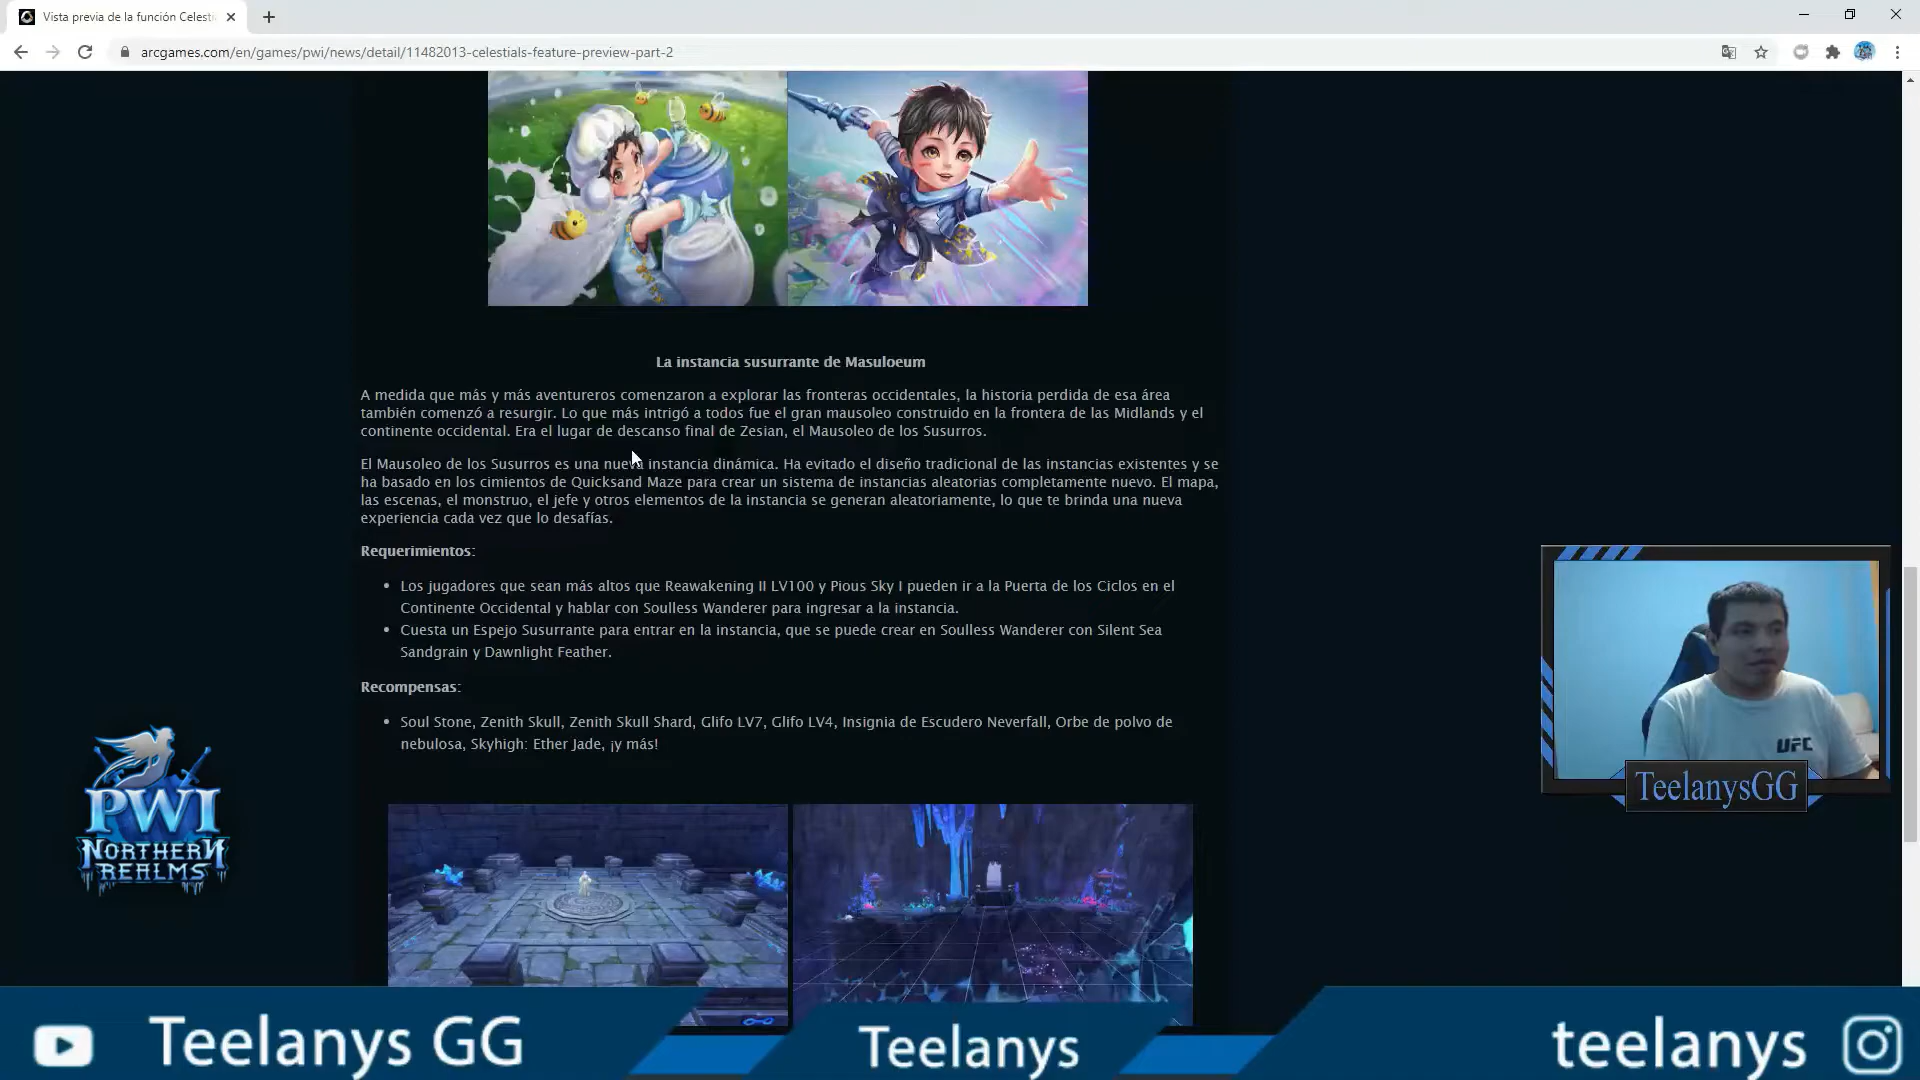 Vista previa de la función Celesti
arcgames.com/en/games/pwi/news/detail/11482013-celestials-feature-preview-part-2
La instancia susurrante de Masuloeum
A medida que más y más aventureros comenzaron a explorar las fronteras occidentales, la historia perdida de esa área
también comenzó a resurgir. Lo que más intrigó a todos fue el gran mausoleo construido en la frontera de las Midlands y el
continente occidental. Era el lugar de descanso final de Zesian, el Mausoleo de los Susurros.
El Mausoleo de los Susurros es una nueva instancia dinámica. Ha evitado el diseño tradicional de las instancias existentes y se
ha basado en los cimientos de Quicksand Maze para crear un sistema de instancias aleatorias completamente nuevo. El mapa,
las escenas, el monstruo, el jefe y otros elementos de la instancia se generan aleatoriamente, lo que te brinda una nueva
experiencia cada vez que lo desafías.
Requerimientos:
• Los jugadores que sean más altos que Reawakening II LV100 y Pious Sky I pueden ir a la Puerta de los Ciclos en el
Continente Occidental y hablar con Soulless Wanderer para ingresar a la instancia.
• Cuesta un Espejo Susurrante para entrar en la instancia, que se puede crear en Soulless Wanderer con Silent Sea
Sandgrain y Dawnlight Feather.
Recompensas:
• Soul Stone, Zenith Skull, Zenith Skull Shard, Glifo LV7, Glifo LV4, Insignia de Escudero Neverfall, Orbe de polvo de
nebulosa, Skyhigh: Ether Jade, ¡y más!
UFC
TeelanysGG
PWI
NORTHERN
REALMS
Teelanys GG
Teelanys
teelanys